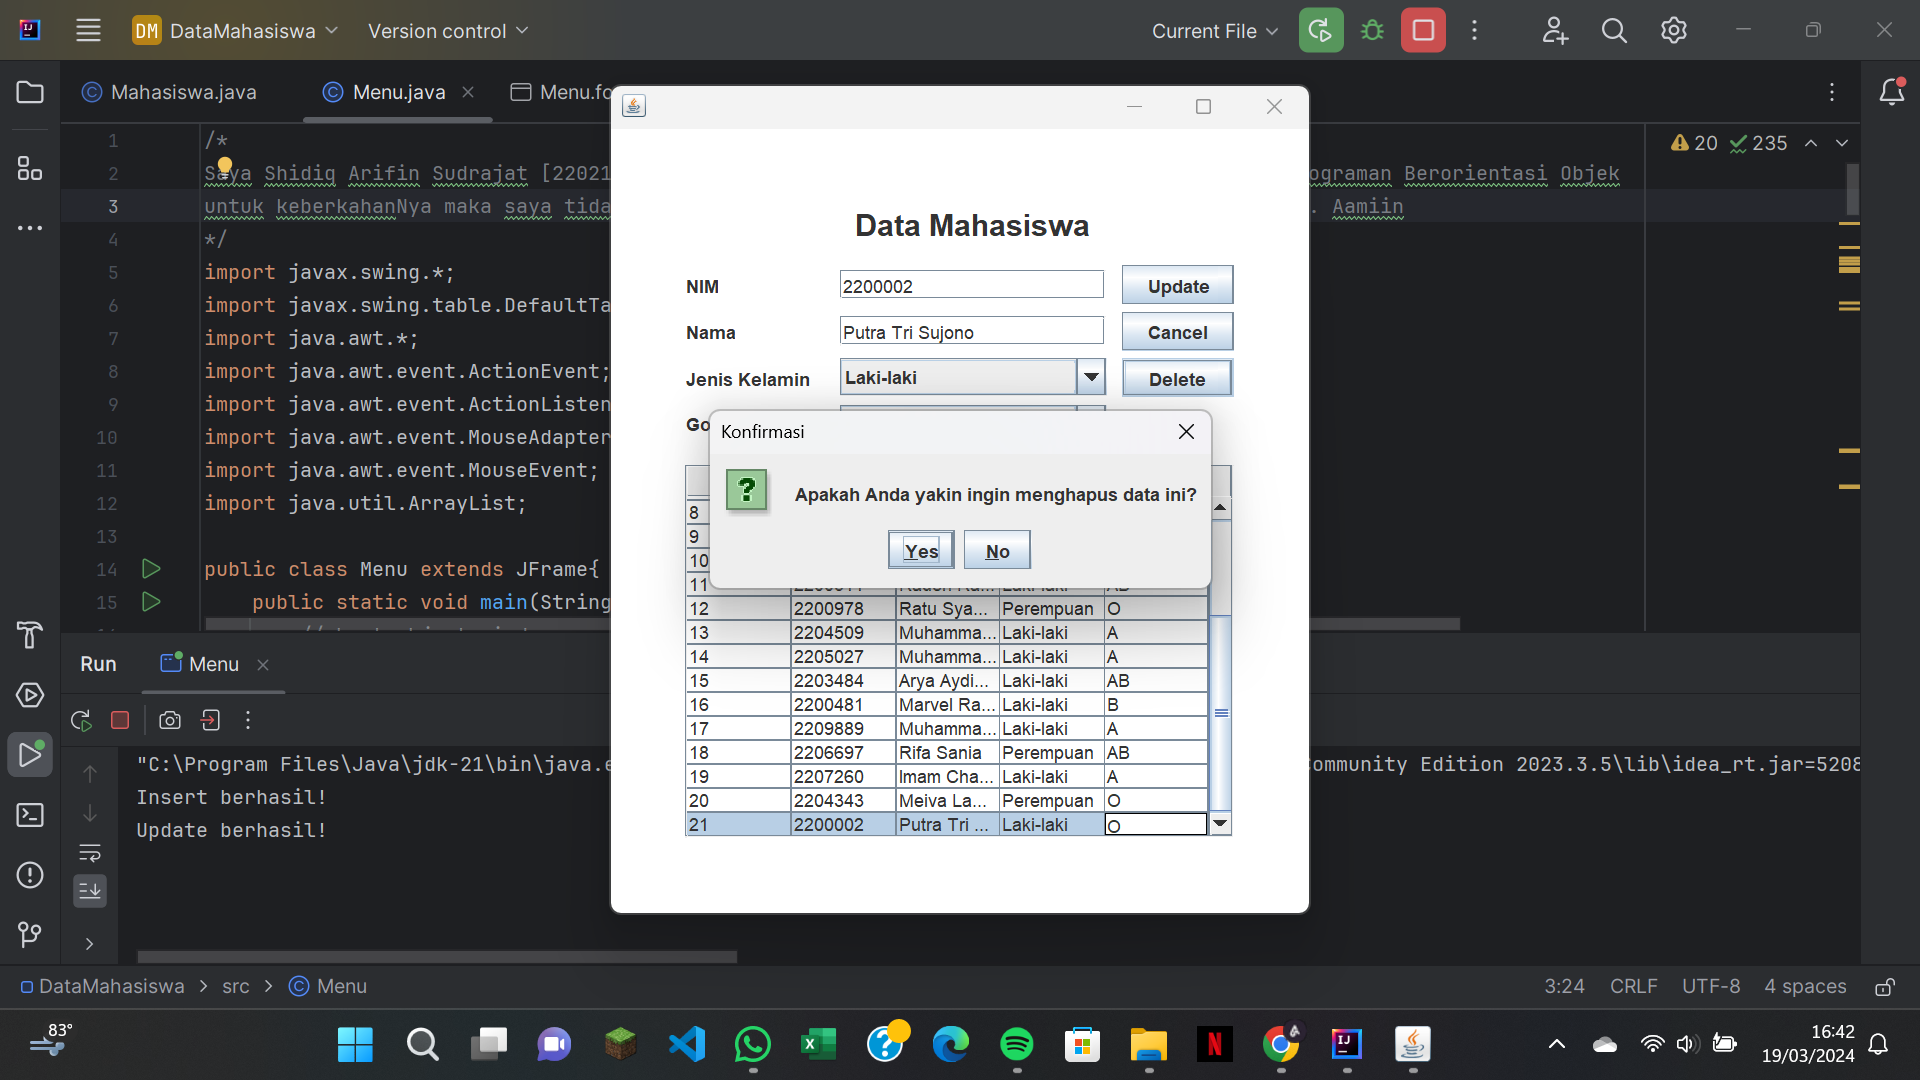 DM DataMahasiswa Version control Current File
Mahasiswa.java Menu.java Menu.fo
20 235
1 /*
2 Saya Shidiq Arifin Sudrajat [22021 ograman Berorientasi Objek
3 untuk keberkahanNya maka saya tida . Aamiin
4 */
5 import javax.swing.*;
6 import javax.swing.table.DefaultTa
7 import java.awt.*;
8 import java.awt.event.ActionEvent;
9 import java.awt.event.ActionListen
10 import java.awt.event.MouseAdapter
11 import java.awt.event.MouseEvent;
12 import java.util.ArrayList;
13
14 public class Menu extends JFrame{
15 public static void main(String
Data Mahasiswa
NIM 2200002 Update
Nama Putra Tri Sujono Cancel
Jenis Kelamin Laki-laki Delete
Go
Konfirmasi
? Apakah Anda yakin ingin menghapus data ini?
Yes No
8
9
10
11
12 2200978 Ratu Sya... Perempuan O
13 2204509 Muhamma... Laki-laki A
14 2205027 Muhamma... Laki-laki A
15 2203484 Arya Aydi... Laki-laki AB
16 2200481 Marvel Ra... Laki-laki B
17 2209889 Muhamma... Laki-laki A
18 2206697 Rifa Sania Perempuan AB
19 2207260 Imam Cha... Laki-laki A
20 2204343 Meiva La... Perempuan O
21 2200002 Putra Tri ... Laki-laki O
Run Menu
"C:\Program Files\Java\jdk-21\bin\java.e ommunity Edition 2023.3.5\lib\idea_rt.jar=5208
Insert berhasil!
Update berhasil!
DataMahasiswa > src > Menu
3:24 CRLF UTF-8 4 spaces
83°
16:42
19/03/2024